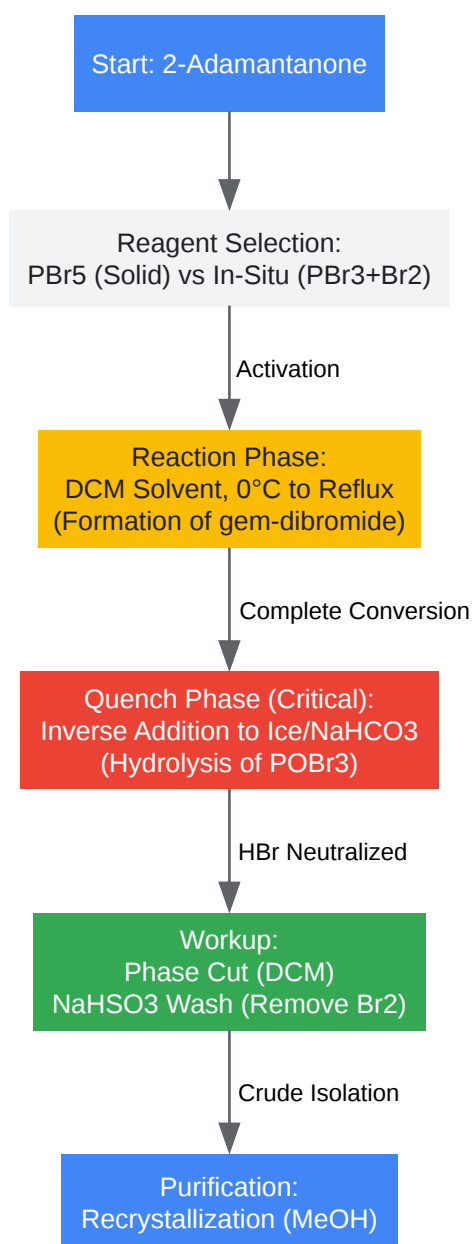 Start: 2-Adamantanone
Reagent Selection:
PBr5 (Solid) vs In-Situ (PBr3+Br2)
Activation
Reaction Phase:
DCM Solvent, 0°C to Reflux
(Formation of gem-dibromide)
Complete Conversion
Quench Phase (Critical):
Inverse Addition to Ice/NaHCO3
(Hydrolysis of POBr3)
HBr Neutralized
Workup:
Phase Cut (DCM)
NaHSO3 Wash (Remove Br2)
Crude Isolation
Purification:
Recrystallization (MeOH)